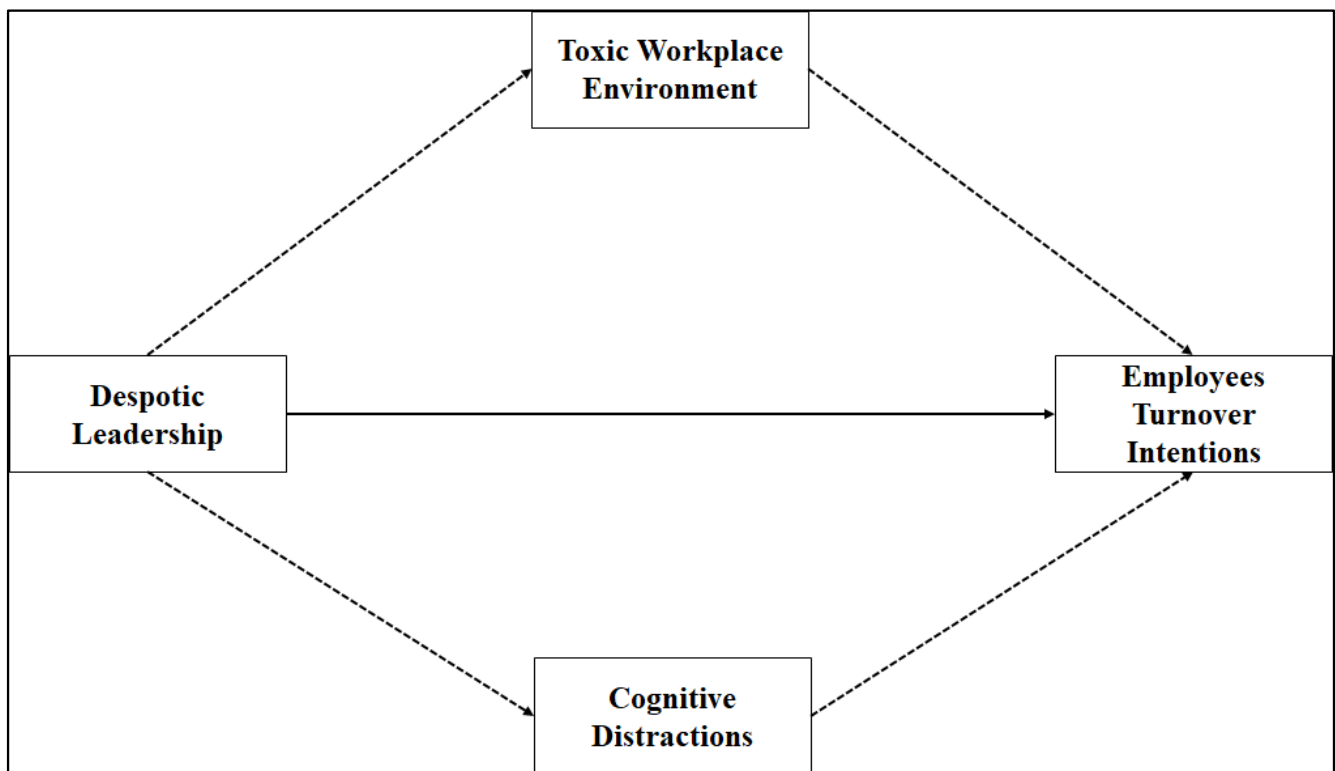 Toxic Workplace
Environment
Despotic
Leadership
Employees
Turnover
Intentions
Cognitive
Distractions